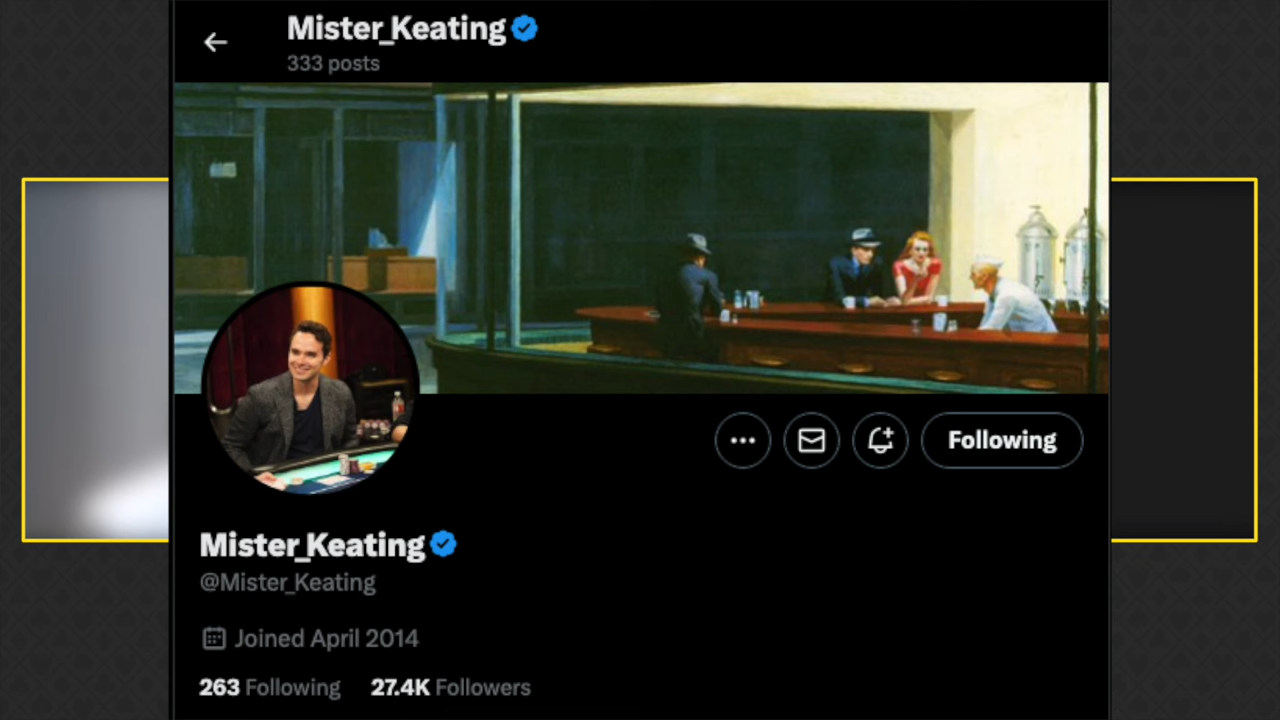 Mister_Keating
333 posts
Following
Mister_Keating
@Mister_Keating
Joined April 2014
263 Following 27.4K Followers